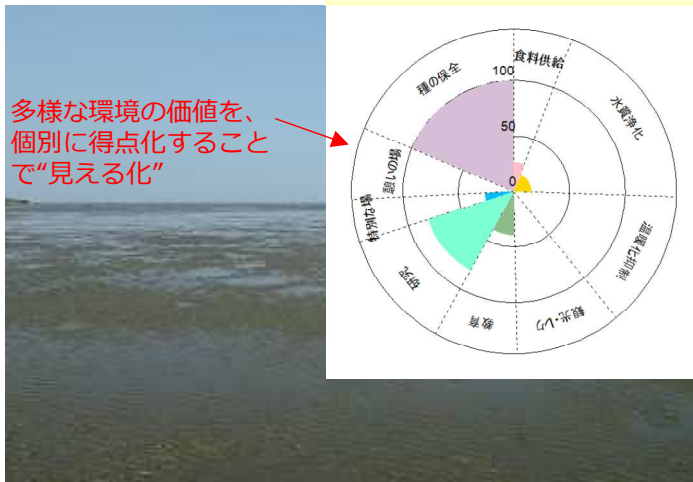 多様な環境の価値を、
個別に得点化すること
で“見える化”
食料供給
水質浄化
温暖化抑制
観光・レク
教育
研究
特別な場
憩いの場
種の保全
100
50
0